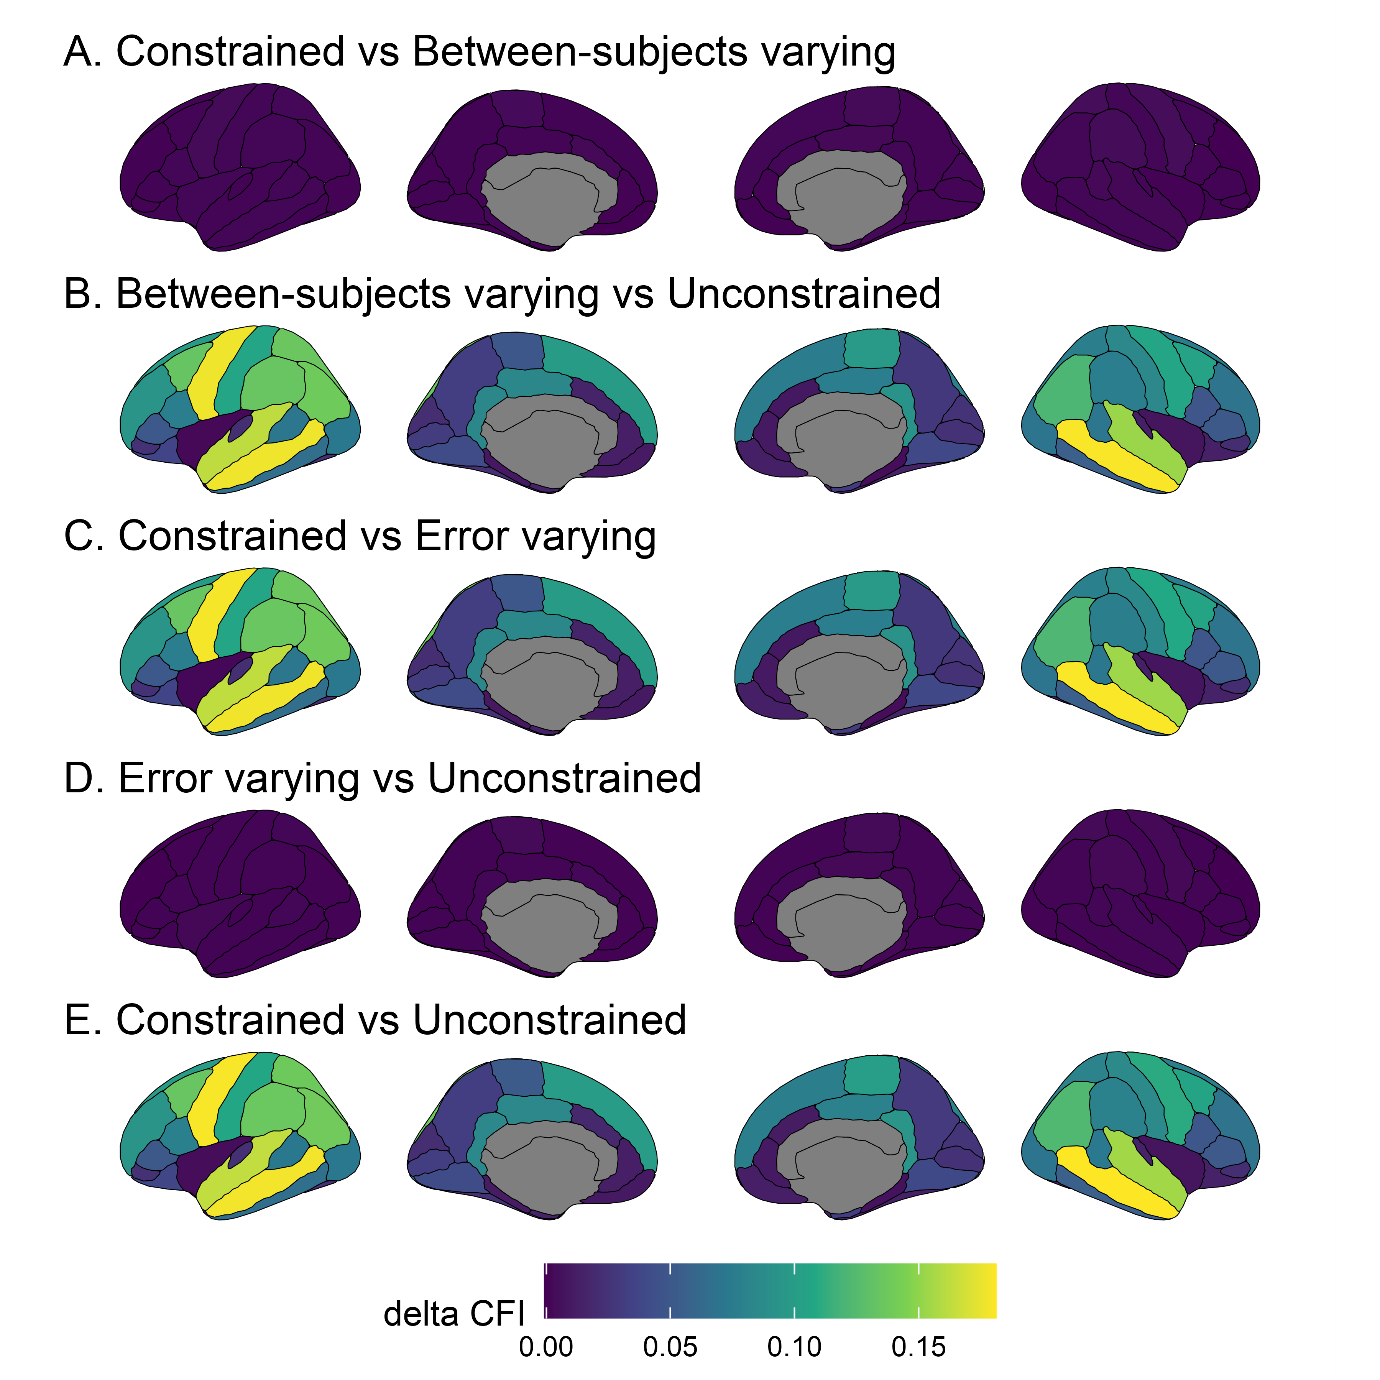 A. Constrained vs Between-subjects varying
B. Between-subjects varying vs Unconstrained
C. Constrained vs Error varying
D. Error varying vs Unconstrained
E. Constrained vs Unconstrained
delta CFI
0.00 0.05 0.10 0.15